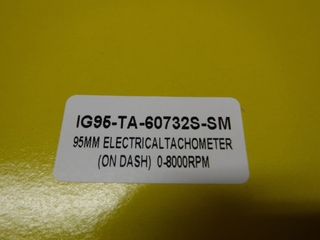 IG95-TA-60732S-SM
95MM ELECTRICALTACHOMETER
(ON DASH) 0-8000RPM